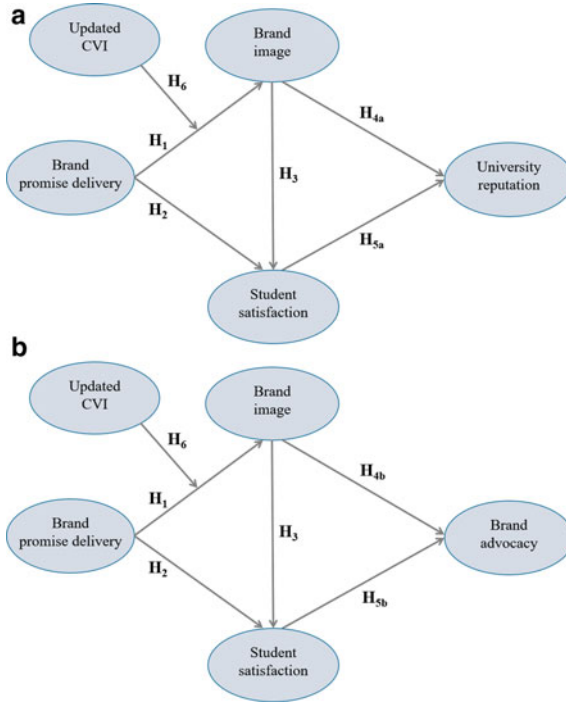 a
Updated
CVI
Brand
image
H6
H1
H4a
Brand
promise delivery
University
reputation
H3
H2
H5a
Student
satisfaction
b
Updated
CVI
Brand
image
H6
H1
H4b
Brand
promise delivery
Brand
advocacy
H3
H2
H5b
Student
satisfaction